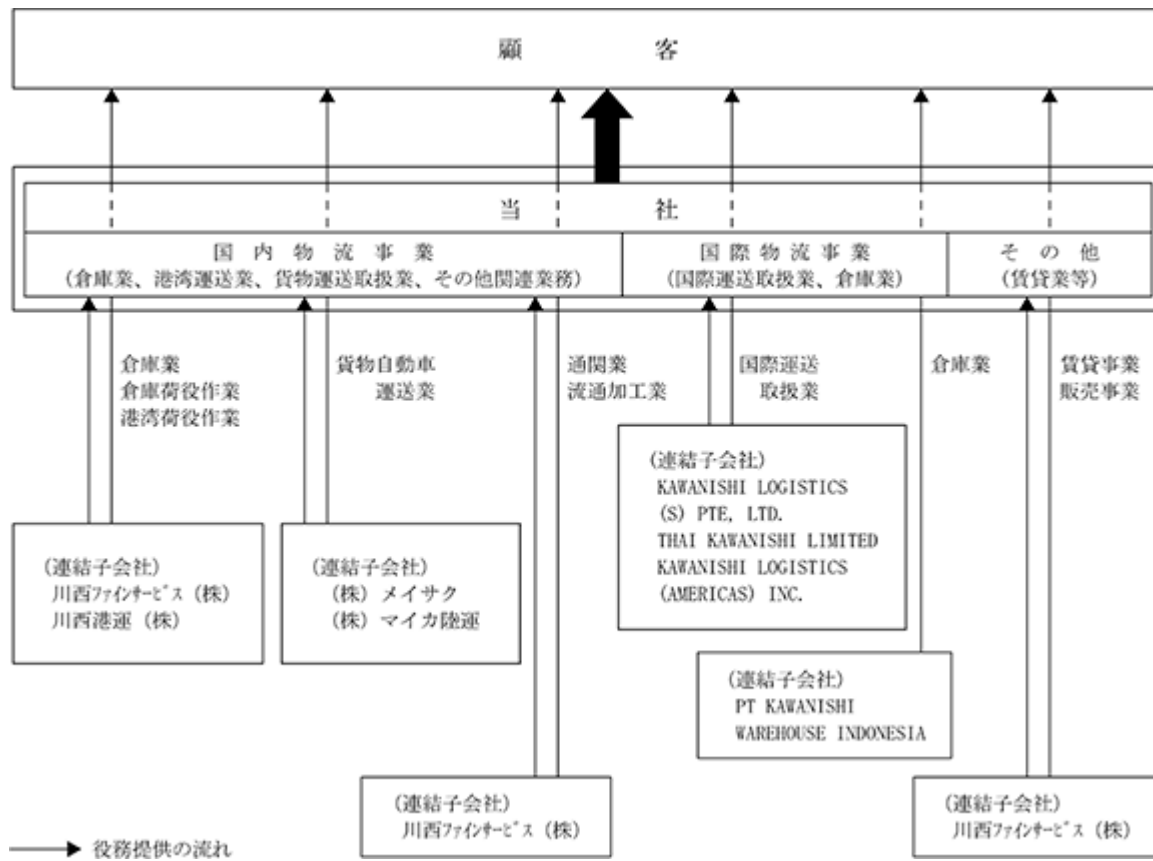 顧客
当社
国内物流事業
(倉庫業、港湾運送業、貨物運送取扱業、その他関連業務)
国際物流事業
(国際運送取扱業、倉庫業)
その他
(賃貸業等)
倉庫業
倉庫荷役作業
港湾荷役作業
貨物自動車
運送業
通関業
流通加工業
国際運送
取扱業
倉庫業
賃貸事業
販売事業
(連結子会社)
KAWANISHI LOGISTICS
(S) PTE, LTD.
THAI KAWANISHI LIMITED
KAWANISHI LOGISTICS
(AMERICAS) INC.
(連結子会社)
川西ファインサービス(株)
川西港運(株)
(連結子会社)
(株)メイサク
(株)マイカ陸運
(連結子会社)
PT KAWANISHI
WAREHOUSE INDONESIA
(連結子会社)
川西ファインサービス(株)
(連結子会社)
川西ファインサービス(株)
役務提供の流れ